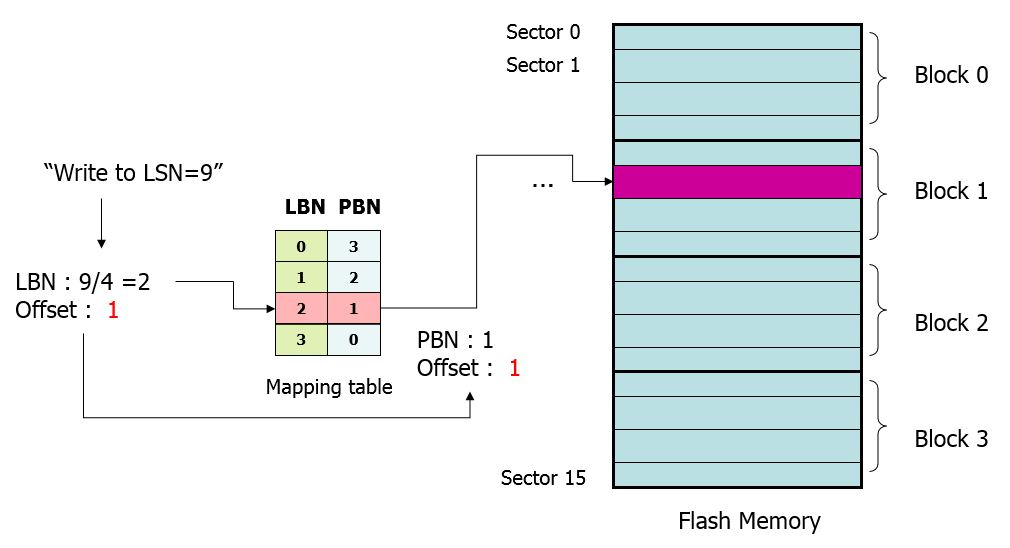 Sector 0
Sector 1
Block 0
“Write to LSN=9”
...
Block 1
LBN PBN
0 3
1 2
2 1
3 0
LBN : 9/4 =2
Offset : 1
Mapping table
PBN : 1
Offset : 1
Block 2
Block 3
Sector 15
Flash Memory